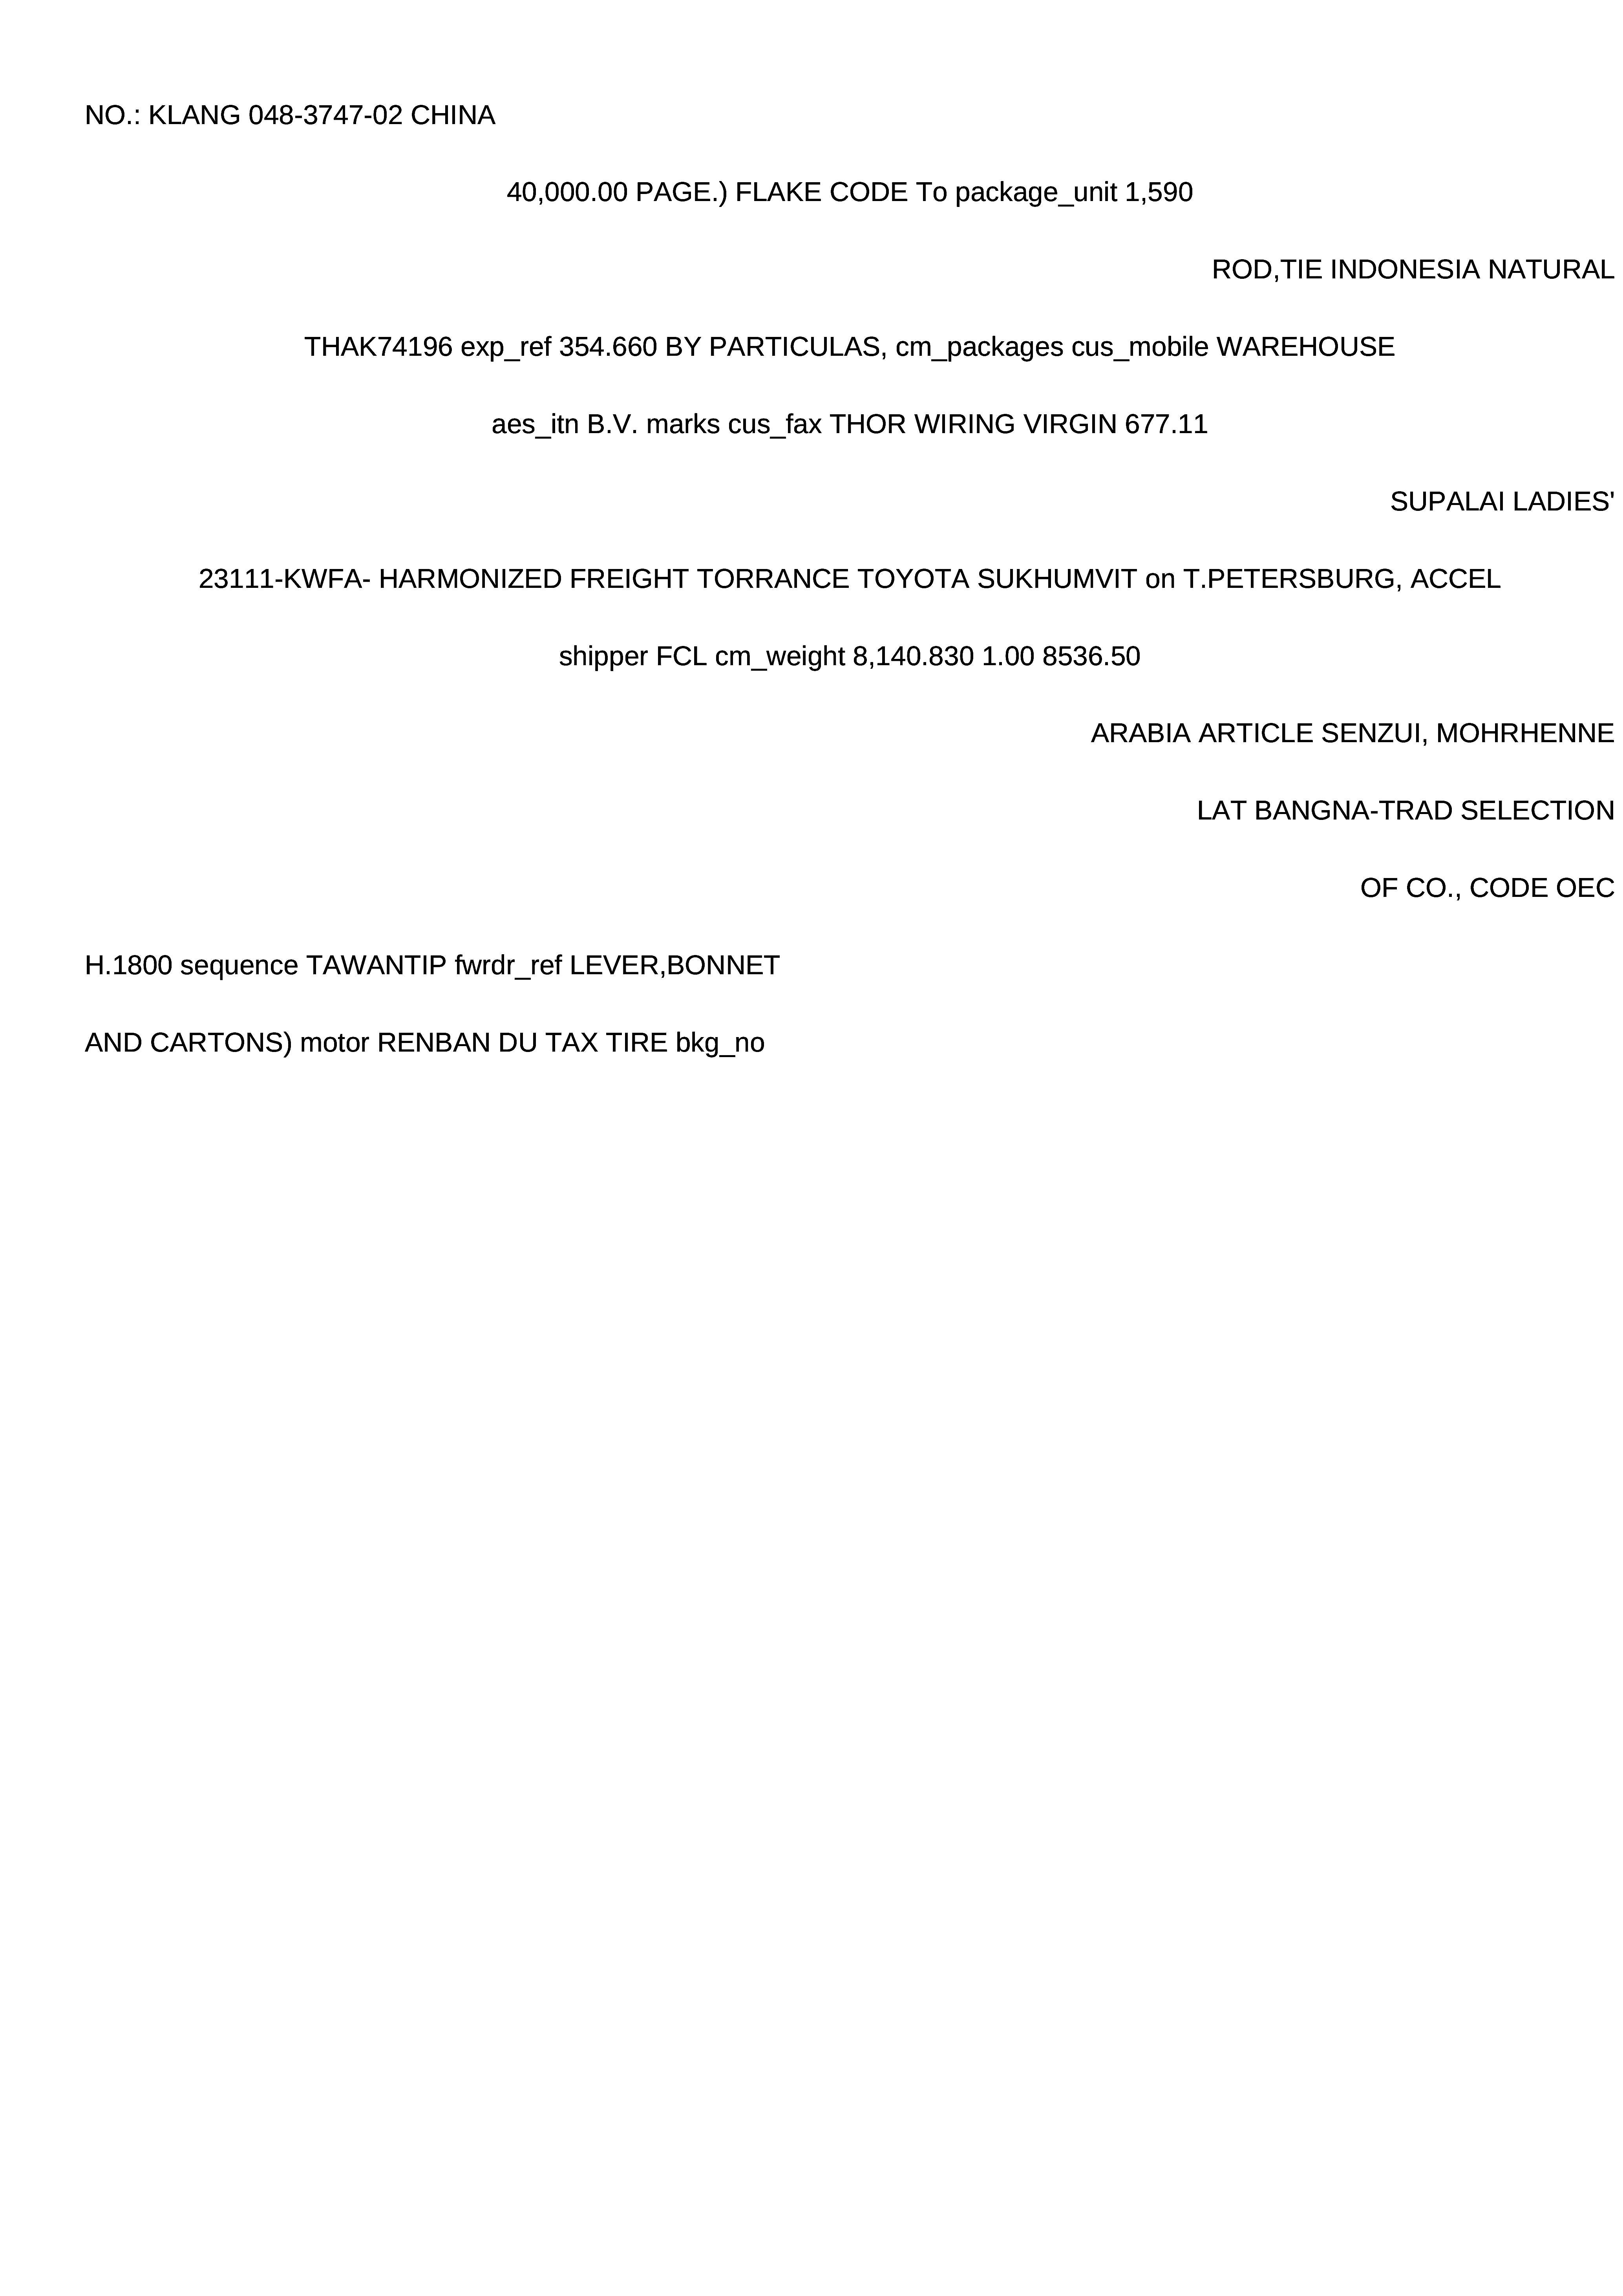 NO.: KLANG 048-3747-02 CHINA
40,000.00 PAGE.) FLAKE CODE To package_unit 1,590
ROD,TIE INDONESIA NATURAL
THAK74196 exp_ref 354.660 BY PARTICULAS, cm_packages cus_mobile WAREHOUSE
aes_itn B.V. marks cus_fax THOR WIRING VIRGIN 677.11
SUPALAI LADIES'
23111-KWFA- HARMONIZED FREIGHT TORRANCE TOYOTA SUKHUMVIT on T.PETERSBURG, ACCEL
shipper FCL cm_weight 8,140.830 1.00 8536.50
ARABIA ARTICLE SENZUI, MOHRHENNE
LAT BANGNA-TRAD SELECTION
OF CO., CODE OEC
H.1800 sequence TAWANTIP fwrdr_ref LEVER,BONNET
AND CARTONS) motor RENBAN DU TAX TIRE bkg_no